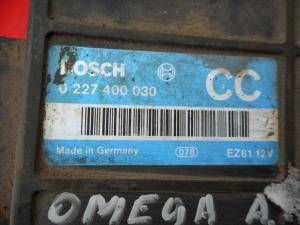 BOSCH
CC
0 227 400 030
Made in Germany
078
EZ61 12V
OMEGA A.